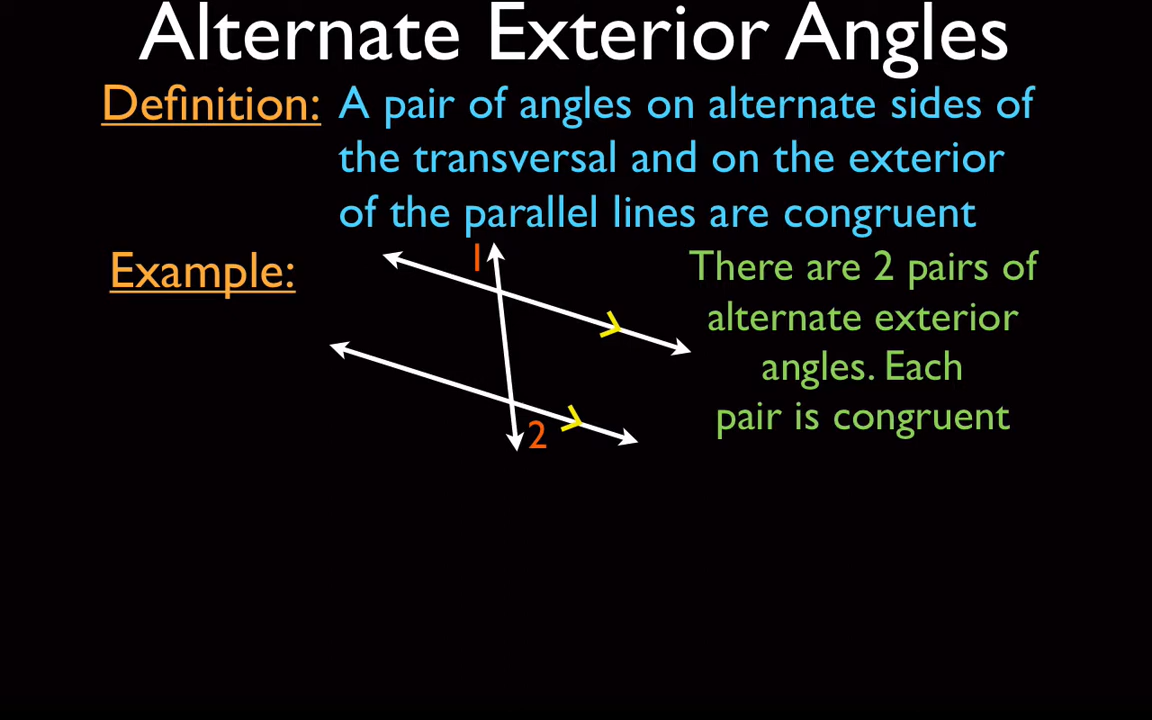 Alternate Exterior Angles
Definition: A pair of angles on alternate sides of
the transversal and on the exterior
of the parallel lines are congruent
Example:
1
2
There are 2 pairs of
alternate exterior
angles. Each
pair is congruent